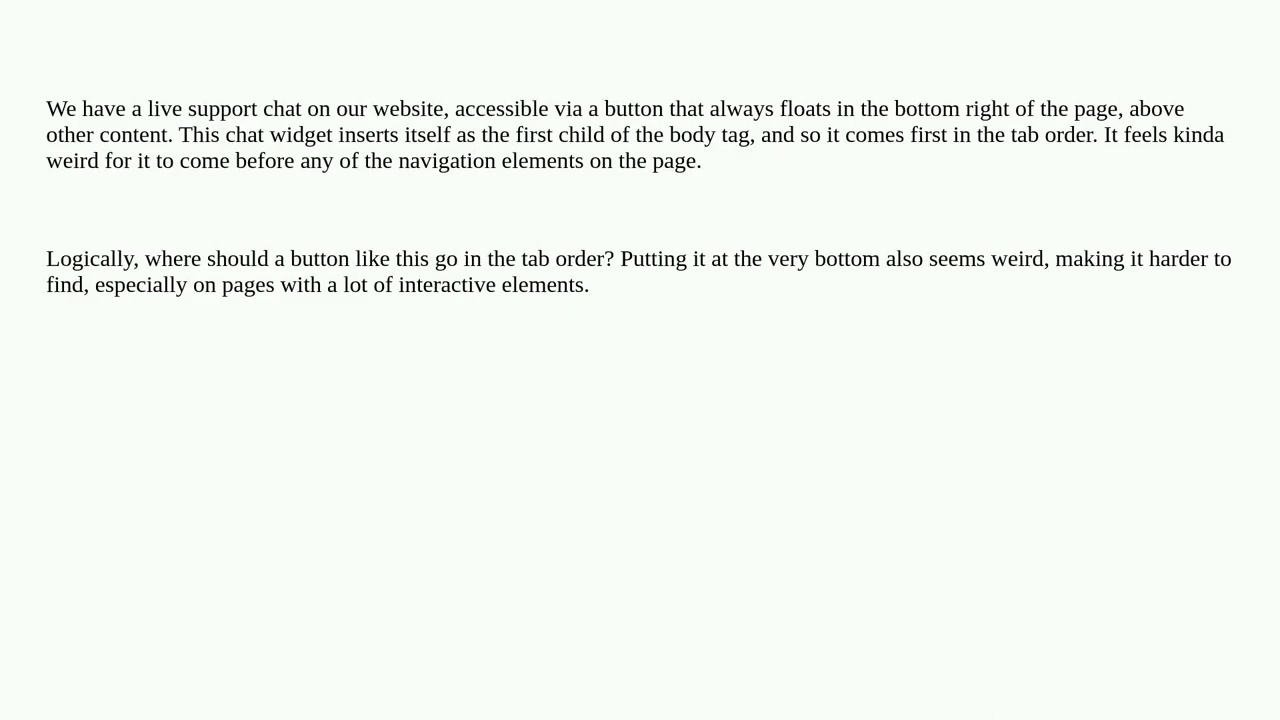 We have a live support chat on our website, accessible via a button that always floats in the bottom right of the page, above
other content. This chat widget inserts itself as the first child of the body tag, and so it comes first in the tab order. It feels kinda
weird for it to come before any of the navigation elements on the page.
Logically, where should a button like this go in the tab order? Putting it at the very bottom also seems weird, making it harder to
find, especially on pages with a lot of interactive elements.